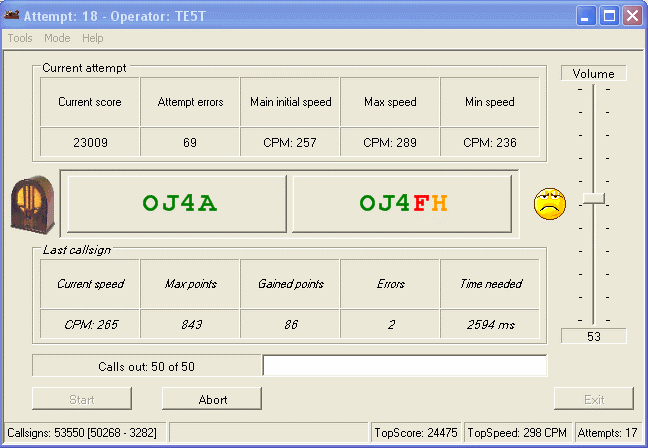 Attempt: 18 - Operator: TE5T
Tools Mode Help
Current attempt
Current score Attempt errors Main initial speed Max speed Min speed
23009 69 CPM: 257 CPM: 289 CPM: 236
Volume
OJ4A OJ4FH
Last callsign
Current speed Max points Gained points Errors Time needed
CPM: 265 843 86 2 2594 ms
53
Calls out: 50 of 50
Start Abort Exit
Callsigns: 53550 [50268 - 3282] TopScore: 24475 TopSpeed: 298 CPM Attempts: 17